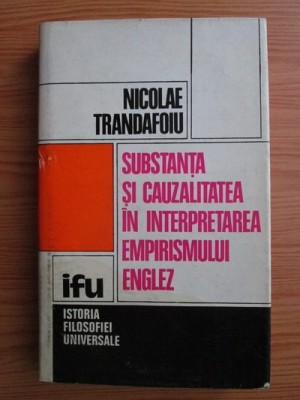 NICOLAE
TRANDAFOIU
SUBSTANȚA
ȘI CAUZALITATEA
ÎN INTERPRETAREA
EMPIRISMULUI
ENGLEZ
ifu
ISTORIA
FILOSOFIEI
UNIVERSALE